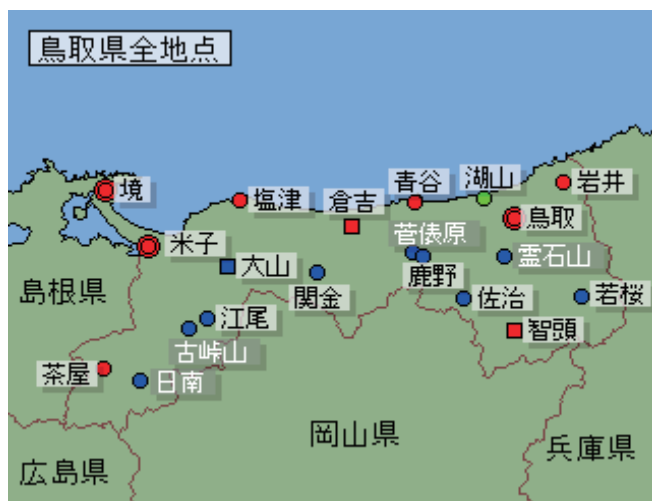 鳥取県全地点
境
塩津
倉吉
青谷
湖山
岩井
米子
鳥取
大山
菅俵原
霊石山
島根県
関金
鹿野
佐治
若桜
江尾
智頭
古峠山
茶屋
日南
岡山県
兵庫県
広島県